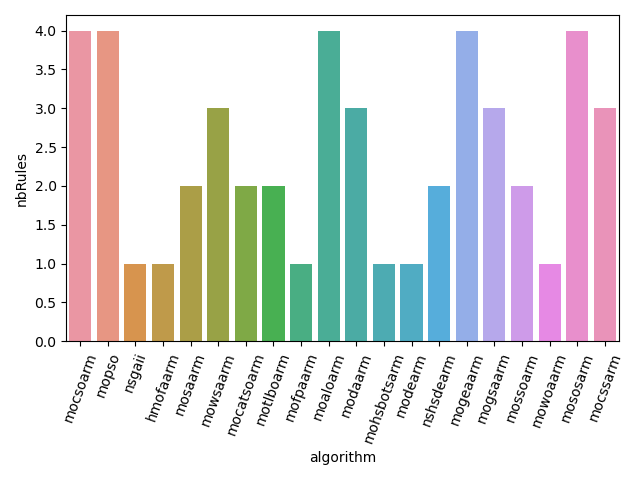 4.0
3.5
3.0
2.5
2.0
1.5
1.0
0.5
0.0
nbRules
mocsoarm
mopso
nsgaii
hmofaarm
mosaarm
mowsaarm
mocatsoarm
motlboarm
mofpaarm
moaloarm
modaarm
mohsbotsarm
modearm
nshsdearm
mogeaarm
mogsaarm
mossoarm
mowoaarm
mososarm
mocssarm
algorithm